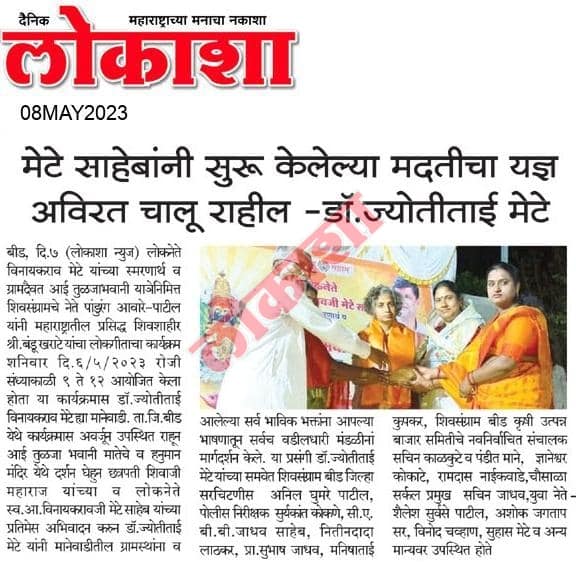 दैनिक
महाराष्ट्राच्या मनाचा नकाशा
लोकाशा
08MAY2023
मेटे साहेबांनी सुरू केलेल्या मदतीचा यज्ञ
अविरत चालू राहील -डॉ.ज्योतीताई मेटे
बीड, दि.७ (लोकाशा न्युज) लोकनेते
विनायकराव मेटे यांच्या स्मरणार्थ व
ग्रामदैवत आई तुळजाभवानी यात्रेनिमित्त
शिवसंग्रामचे नेते पांडुरंग आवारे-पाटील
यांनी महाराष्ट्रातील प्रसिद्ध शिवशाहीर
श्री.बंडू खराटे यांचा लोकगीताचा कार्यक्रम
शनिवार दि.६/५/२०२३ रोजी
संध्याकाळी ९ ते १२ आयोजित केला
होता या कार्यक्रमास डॉ.ज्योतीताई
विनायकराव मेटे ह्या मानेवाडी. ता.जि.बीड
येथे कार्यक्रमास अवर्जून उपस्थित राहून
आई तुळजा भवानी मातेचे व हनुमान
मंदिर येथे दर्शन घेहुन छत्रपती शिवाजी
महाराज यांच्या व लोकनेते
स्व.आ.विनायकरावजी मेटे साहेब यांच्या
प्रतिमेस अभिवादन करुन डॉ.ज्योतीताई
मेटे यांनी मानेवाडीतील ग्रामस्थांना व
आलेल्या सर्व भाविक भक्तांना आपल्या
भाषणातून सर्वच वडीलधारी मंडळींना
मार्गदर्शन केले. या प्रसंगी डॉ.ज्योतीताई
मेटे यांच्या समवेत शिवसंग्राम बीड जिल्हा
सरचिटणीस अनिल घुमरे पाटील,
पोलीस निरीक्षक सुर्यकांत कोकणे, सी.ए.
बी.बी.जाधव साहेब, नितीनदादा
लाठकर, प्रा.सुभाष जाधव, मनिषाताई
कुपकर, शिवसंग्राम बीड कृषी उत्पन्न
बाजार समितीचे नवनिर्वाचित संचालक
सचिन काळकुटे व पंडीत माने, ज्ञानेश्वर
कोकाटे, रामदास नाईकवाडे,चौसाळा
सर्कल प्रमुख सचिन जाधव,युवा नेते
शैलेश सुर्वेसे पाटील, अशोक जगताप
सर, विनोद चव्हाण, सुहास मेटे व अन्य
मान्यवर उपस्थित होते
लोकाशा